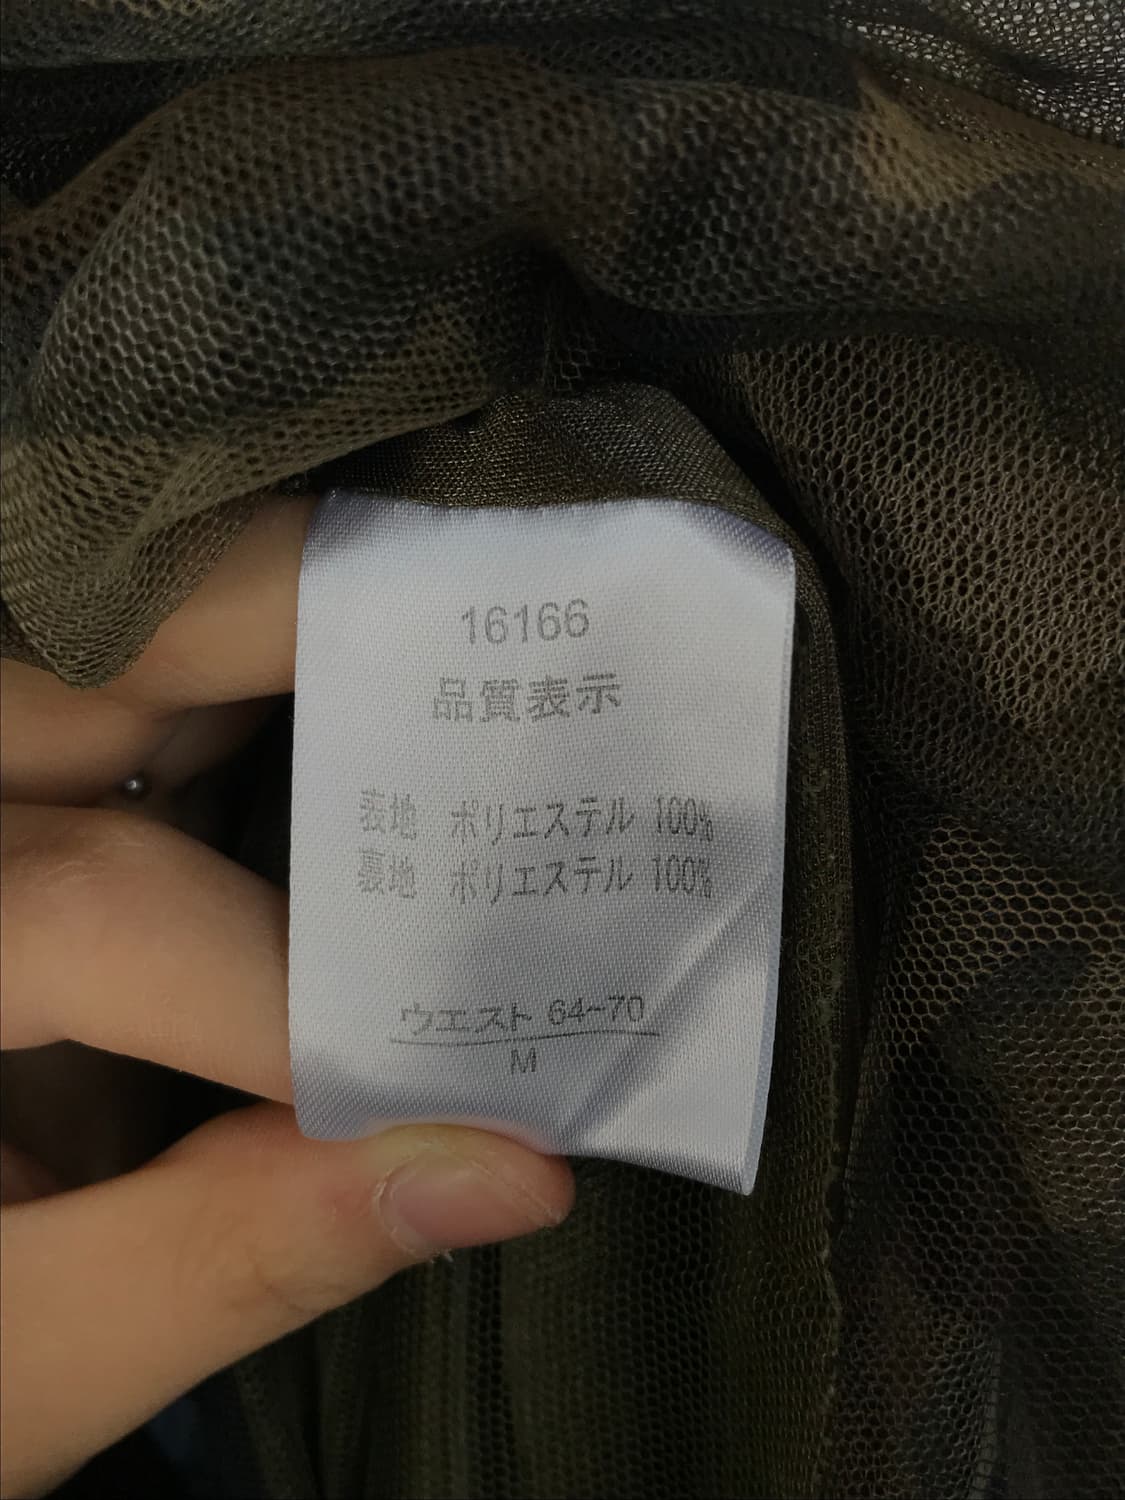 16166
品質表示
表地 ポリエステル 100%
裏地 ポリエステル 100%
ウエスト 64~70
M